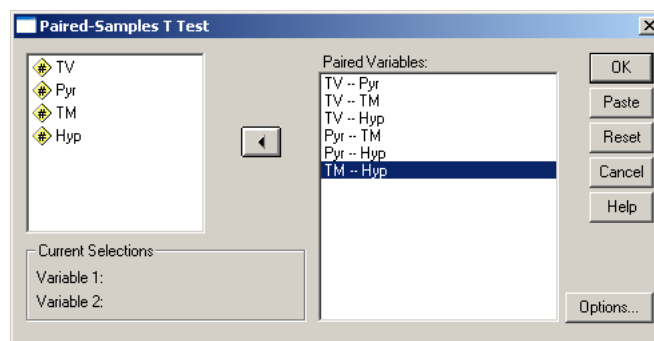 Paired-Samples T Test
TV
Pyr
TM
Hyp
Paired Variables:
TV -- Pyr
TV -- TM
TV -- Hyp
Pyr -- TM
Pyr -- Hyp
TM -- Hyp
OK
Paste
Reset
Cancel
Help
Current Selections
Variable 1:
Variable 2:
Options...